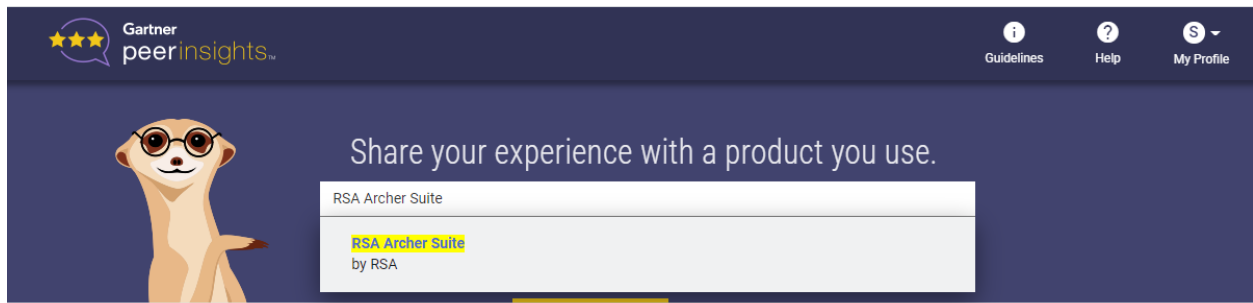 Gartner
peerinsights™
i
?
S
Guidelines
Help
My Profile
Share your experience with a product you use.
RSA Archer Suite
RSA Archer Suite
by RSA